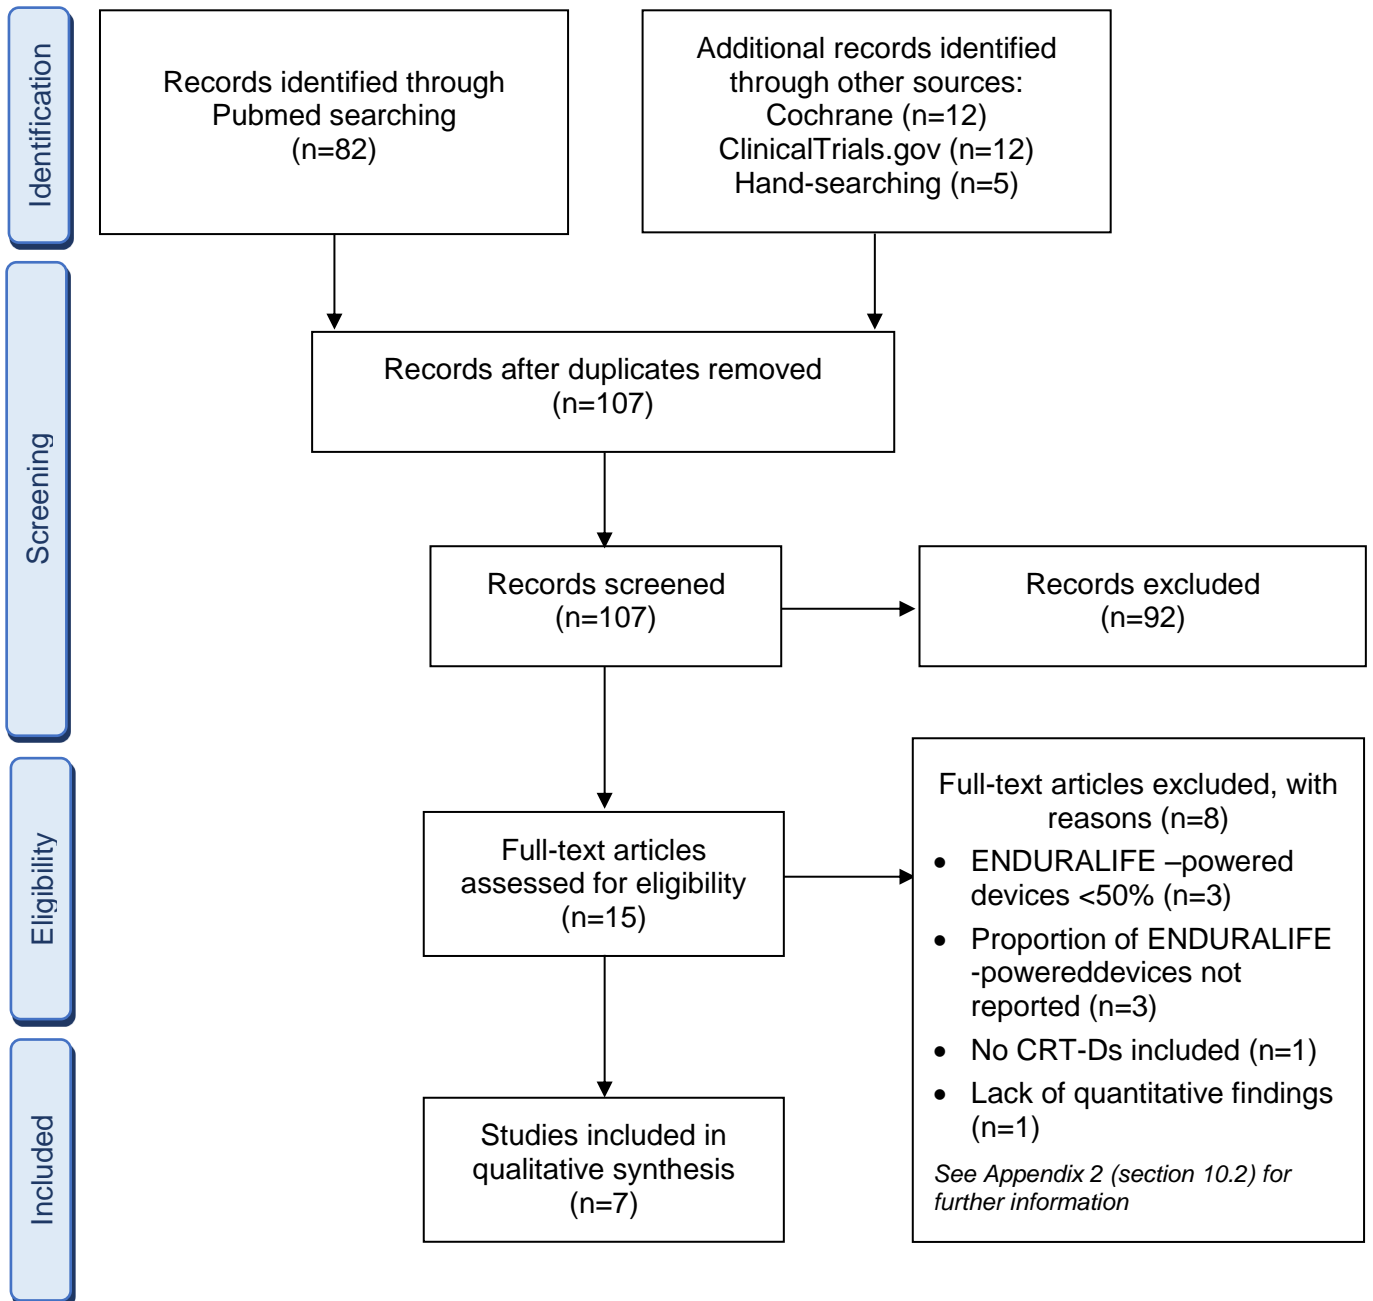 Identification
Records identified through
Pubmed searching
(n=82)
Additional records identified
through other sources:
Cochrane (n=12)
ClinicalTrials.gov (n=12)
Hand-searching (n=5)
Screening
Records after duplicates removed
(n=107)
Records screened
(n=107)
Records excluded
(n=92)
Eligibility
Full-text articles
assessed for eligibility
(n=15)
Full-text articles excluded, with
reasons (n=8)
• ENDURALIFE –powered
devices <50% (n=3)
• Proportion of ENDURALIFE
-powereddevices not
reported (n=3)
• No CRT-Ds included (n=1)
• Lack of quantitative findings
(n=1)
See Appendix 2 (section 10.2) for
further information
Included
Studies included in
qualitative synthesis
(n=7)